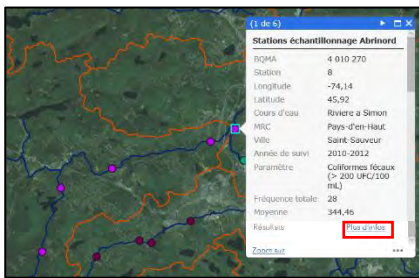 (1 de 6)
Stations échantillonnage Abrinord
BQMA 4 010 270
Station 8
Longitude -74,14
Latitude 45,92
Cours d'eau Riviere a Simon
MRC Pays-d'en-Haut
Ville Saint-Sauveur
Année de suivi 2010-2012
Paramètre Coliformes fécaux
(> 200 UFC/100
mL)
Fréquence totale 28
Moyenne 344,46
Résultats Plus d'infos
Zoom sur